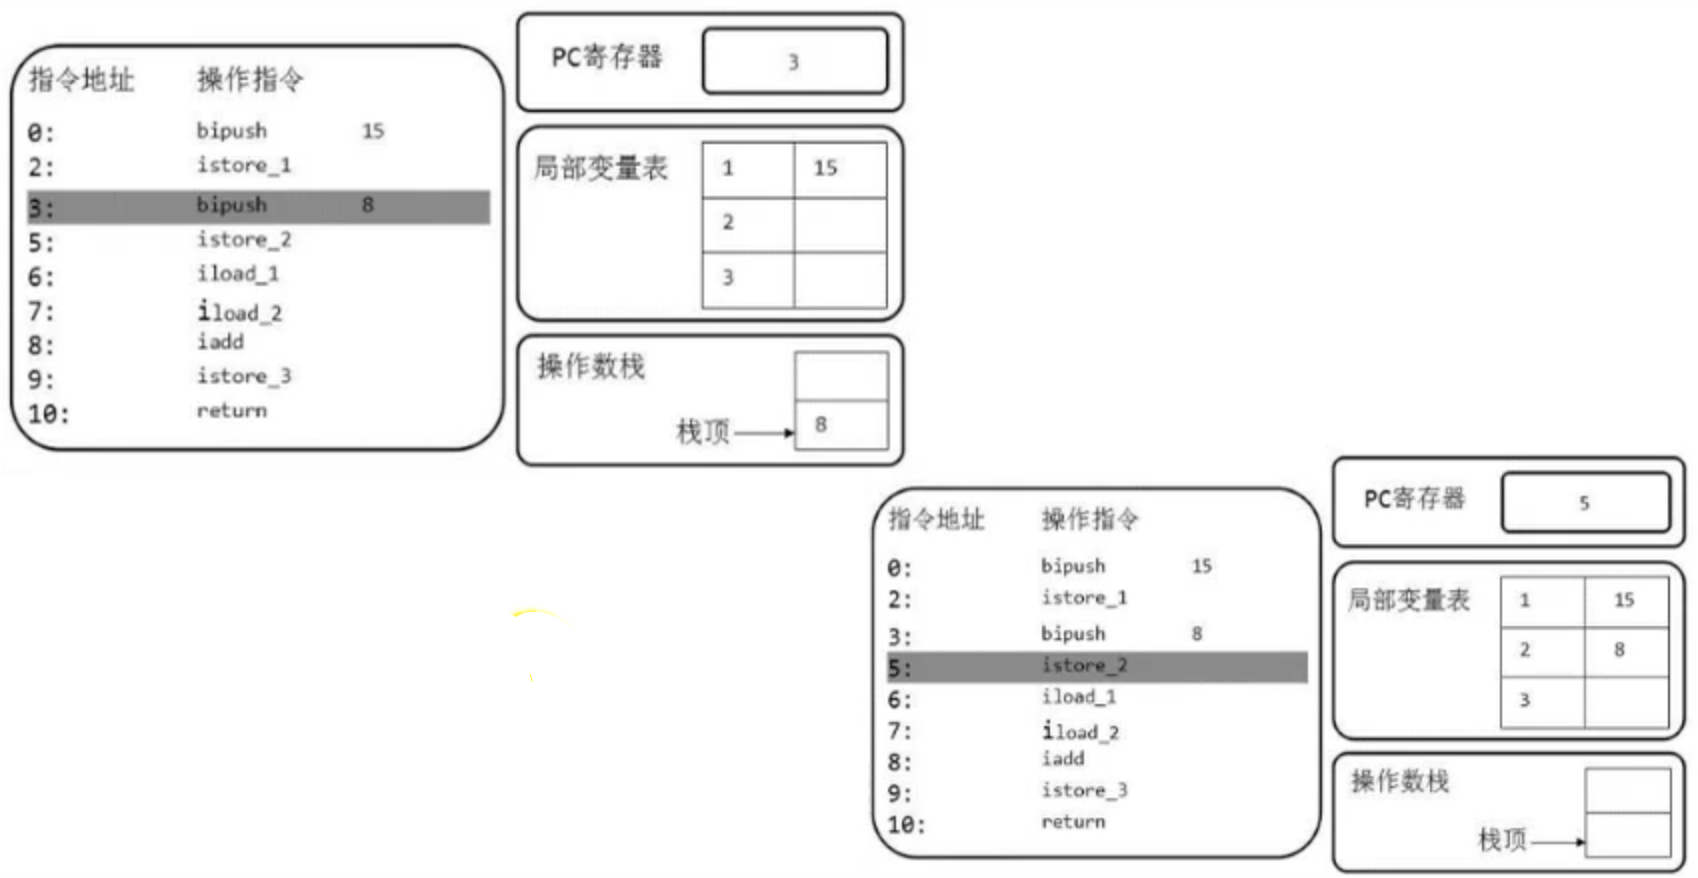 指令地址 操作指令
0: bipush 15
2: istore_1
3: bipush 8
5: istore_2
6: iload_1
7: iload_2
8: iadd
9: istore_3
10: return
PC寄存器 3
局部变量表 1 15
2
3
操作数栈
栈顶 8
指令地址 操作指令
0: bipush 15
2: istore_1
3: bipush 8
5: istore_2
6: iload_1
7: iload_2
8: iadd
9: istore_3
10: return
PC寄存器 5
局部变量表 1 15
2 8
3
操作数栈
栈顶